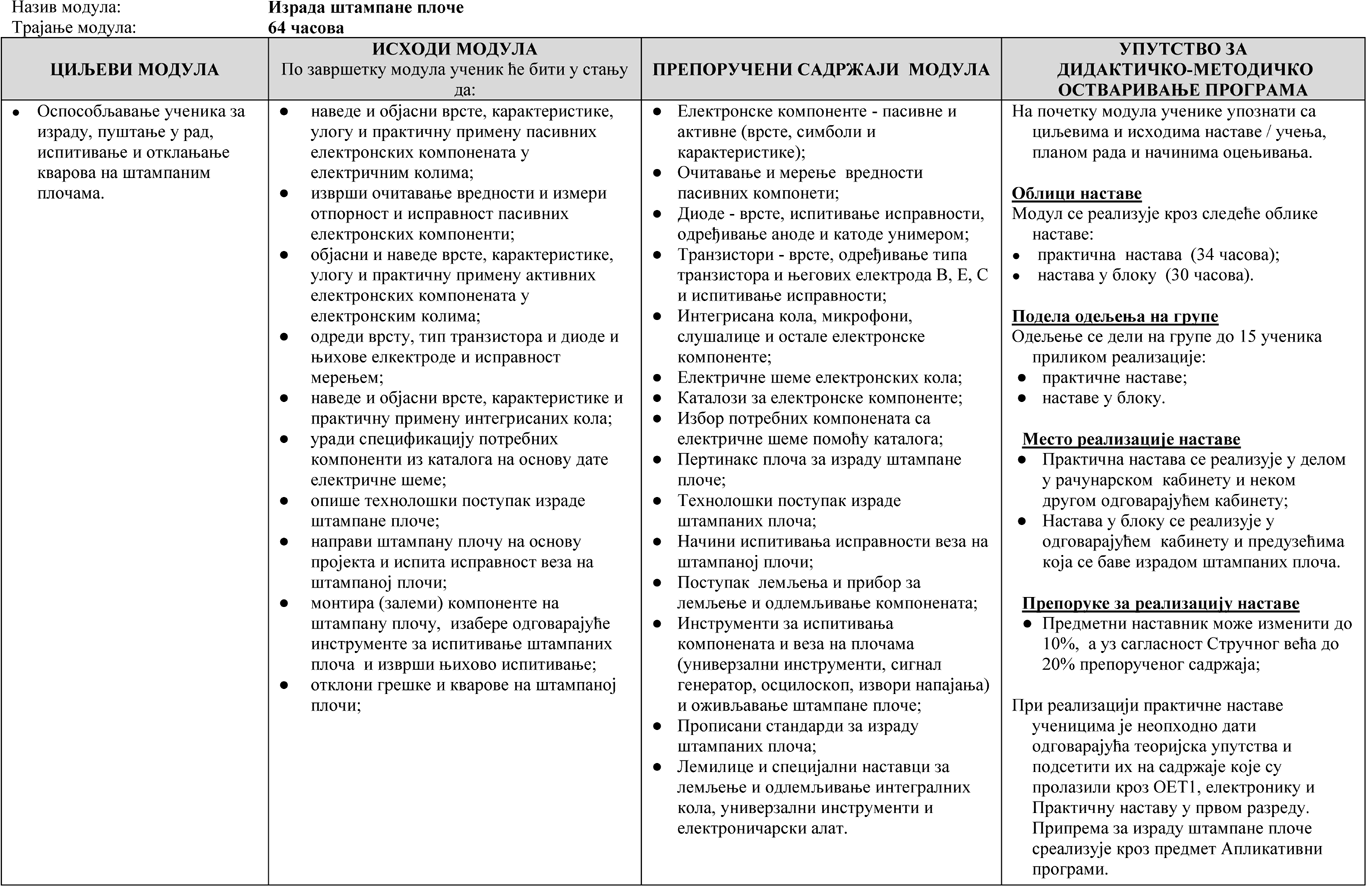 Назив модула: Израда штампане плоче
Трајање модула: 64 часова
ЦИЉЕВИ МОДУЛА
ИСХОДИ МОДУЛА
По завршетку модула ученик ће бити у стању
да:
ПРЕПОРУЧЕНИ САДРЖАЈИ МОДУЛА
УПУТСТВО ЗА
ДИДАКТИЧКО-МЕТОДИЧКО
ОСТВАРИВАЊЕ ПРОГРАМА
● Оспособљавање ученика за
израду, пуштање у рад,
испитивање и отклањање
кварова на штампаним
плочама.
● наведе и објасни врсте, карактеристике,
улогу и практичну примену пасивних
електронских компонената у
електричним колима;
● изврши очитавање вредности и измери
отпорност и исправност пасивних
електронских компоненти;
● објасни и наведе врсте, карактеристике,
улогу и практичну примену активних
електронских компонената у
електронским колима;
● одреди врсту, тип транзистора и диоде и
њихове елкектроде и исправност
мерењем;
● наведе и објасни врсте, карактеристике и
практичну примену интегрисаних кола;
● уради спецификацију потребних
компоненти из каталога на основу дате
електричне шеме;
● опише технолошки поступак израде
штампане плоче;
● направи штампану плочу на основу
пројекта и испита исправност веза на
штампаној плочи;
● монтира (залеми) компоненте на
штампану плочу, изабере одговарајуће
инструменте за испитивање штампаних
плоча и изврши њихово испитивање;
● отклони грешке и кварове на штампаној
плочи;
● Електронске компоненте - пасивне и
активне (врсте, симболи и
карактеристике);
● Очитавање и мерење вредности
пасивних компонети;
● Диоде - врсте, испитивање исправности,
одређивање аноде и катоде унимером;
● Транзистори - врсте, одређивање типа
транзистора и његових електрода B, E, C
и испитивање исправности;
● Интегрисана кола, микрофони,
слушалице и остале електронске
компоненте;
● Електричне шеме електронских кола;
● Каталози за електронске компоненте;
● Избор потребних компонената са
електричне шеме помоћу каталога;
● Пертинакс плоча за израду штампане
плоче;
● Технолошки поступак израде
штампаних плоча;
● Начини испитивања исправности веза на
штампаној плочи;
● Поступак лемљења и прибор за
лемљење и одлемљивање компонената;
● Инструменти за испитивања
компонената и веза на плочама
(универзални инструменти, сигнал
генератор, осцилоскоп, извори напајања)
и оживљавање штампане плоче;
● Прописани стандарди за израду
штампаних плоча;
● Лемилице и специјални наставци за
лемљење и одлемљивање интегралних
кола, универзални инструменти и
електроничарски алат.
На почетку модула ученике упознати са
циљевима и исходима наставе / учења,
планом рада и начинима оцењивања.
Облици наставе
Модул се реализује кроз следеће облике
наставе:
● практична настава (34 часова);
● настава у блоку (30 часова).
Подела одељења на групе
Одељење се дели на групе до 15 ученика
приликом реализације:
● практичне наставе;
● наставе у блоку.
Место реализације наставе
● Практична настава се реализује у делом
у рачунарском кабинету и неком
другом одговарајућем кабинету;
● Настава у блоку се реализује у
одговарајућем кабинету и предузећима
која се баве израдом штампаних плоча.
Препоруке за реализацију наставе
● Предметни наставник може изменити до
10%, а уз сагласност Стручног већа до
20% препорученог садржаја;
При реализацији практичне наставе
ученицима је неопходно дати
одговарајућа теоријска упутства и
подсетити их на садржаје које су
пролазили кроз ОЕТ1, електронику и
Практичну наставу у првом разреду.
Припрема за израду штампане плоче
среализује кроз предмет Апликативни
програми.